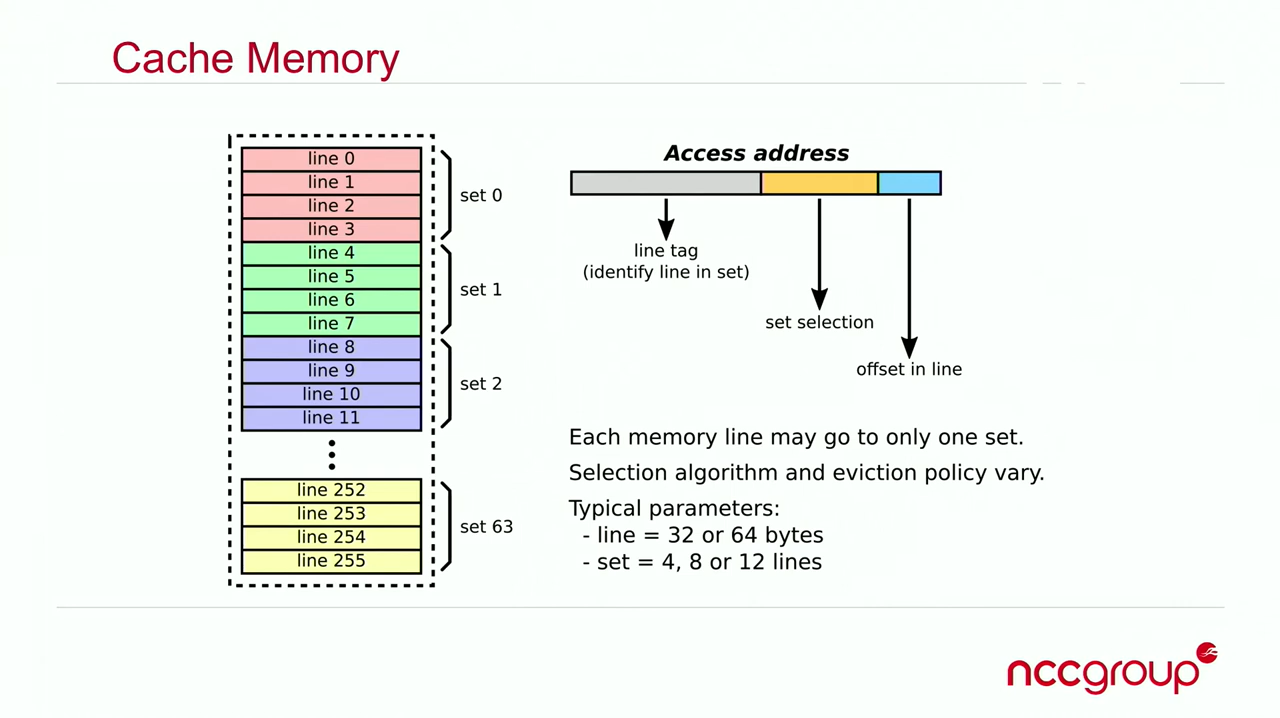 Cache Memory
line 0
line 1
line 2
line 3
set 0
line 4
line 5
line 6
line 7
set 1
line 8
line 9
line 10
line 11
set 2
line 252
line 253
line 254
line 255
set 63
Access address
line tag
(identify line in set)
set selection
offset in line
Each memory line may go to only one set.
Selection algorithm and eviction policy vary.
Typical parameters:
- line = 32 or 64 bytes
- set = 4, 8 or 12 lines
nccgroup